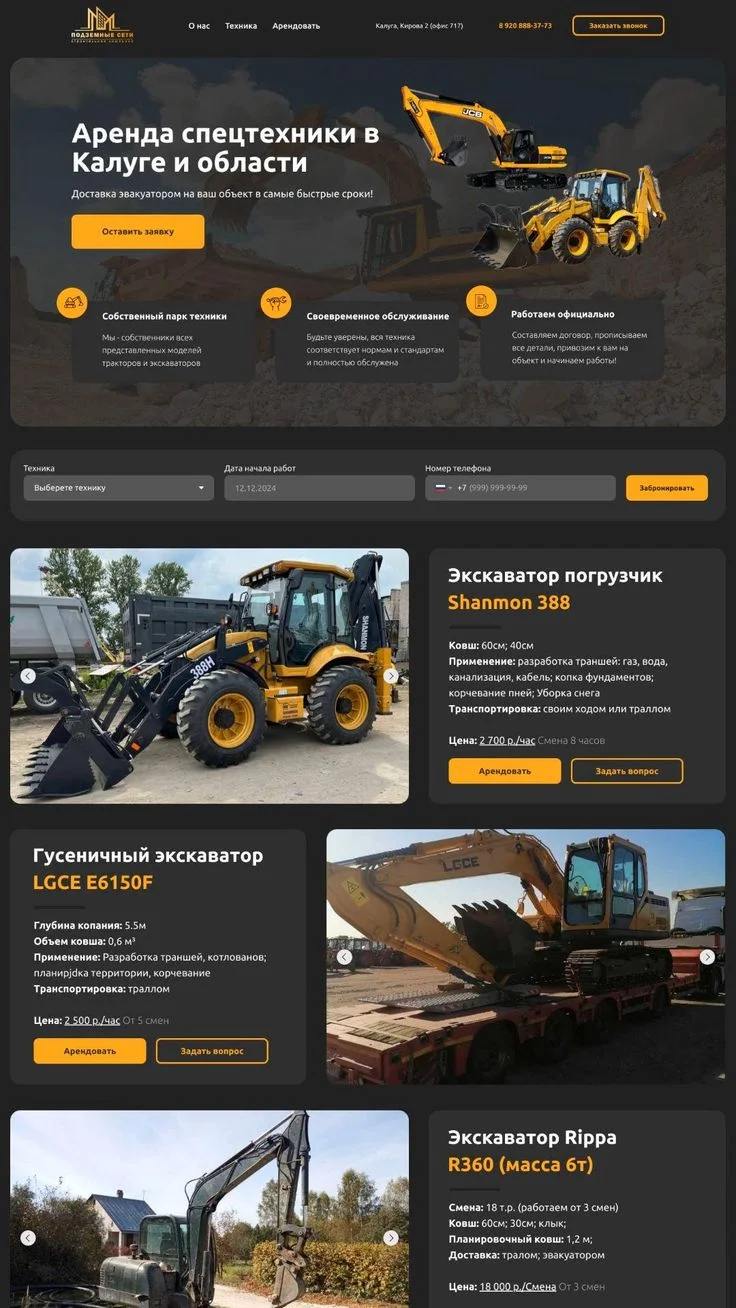 ПОДЗЕМНЫЕ СЕТИ
СТРОИТЕЛЬНАЯ КОМПАНИЯ
О нас
Техника
Арендовать
Калуга, Кирова 2 (офис 717)
8 920 888-37-73
Заказать звонок
Аренда спецтехники в
Калуге и области
Доставка эвакуатором на ваш объект в самые быстрые сроки!
Оставить заявку
JCB
Собственный парк техники
Мы - собственники всех
представленных моделей
тракторов и экскаваторов
Своевременное обслуживание
Будьте уверены, вся техника
соответствует нормам и стандартам
и полностью обслужена
Работаем официально
Составляем договор, прописываем
все детали, привозим к вам на
объект и начинаем работы!
Техника
Выберете технику
Дата начала работ
12.12.2024
Номер телефона
+7 (999) 999-99-99
Забронировать
SHANMON
388H
Экскаватор погрузчик
Shanmon 388
Ковш: 60см; 40см
Применение: разработка траншей: газ, вода,
канализация, кабель; копка фундаментов;
корчевание пней; Уборка снега
Транспортировка: своим ходом или траллом
Цена: 2 700 р./час Смена 8 часов
Арендовать
Задать вопрос
Гусеничный экскаватор
LGCE E6150F
Глубина копания: 5.5м
Объем ковша: 0,6 м³
Применение: Разработка траншей, котлованов;
планирjdка территории, корчевание
Транспортировка: траллом
Цена: 2 500 р./час От 5 смен
Арендовать
Задать вопрос
LGCE
Экскаватор Rippa
R360 (масса 6т)
Смена: 18 т.р. (работаем от 3 смен)
Ковш: 60см; 30см; клык;
Планировочный ковш: 1,2 м;
Доставка: тралом; эвакуатором
Цена: 18 000 р./Смена От 3 смен